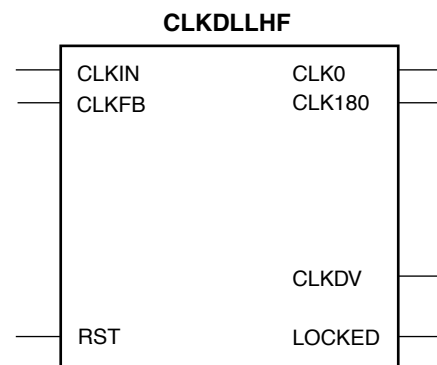 CLKDLLHF
CLKIN CLK0
CLKFB CLK180
CLKDV
RST LOCKED